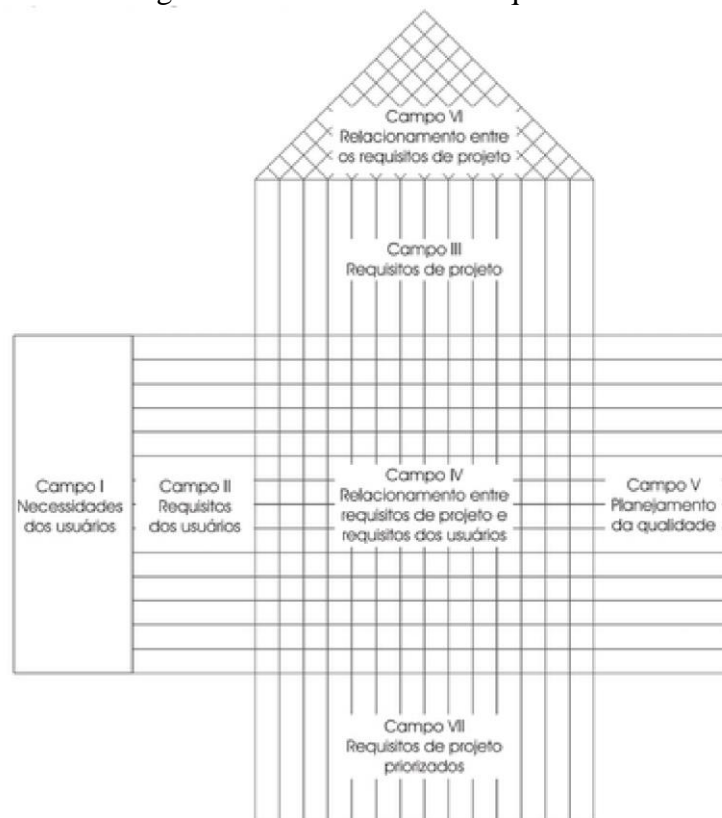 Campo VI
Relacionamento entre
os requisitos de projeto
Campo III
Requisitos de projeto
Campo I
Necessidades
dos usuários
Campo II
Requisitos
dos usuários
Campo IV
Relacionamento entre
requisitos de projeto e
requisitos dos usuários
Campo V
Planejamento
da qualidade
Campo VII
Requisitos de projeto
priorizados